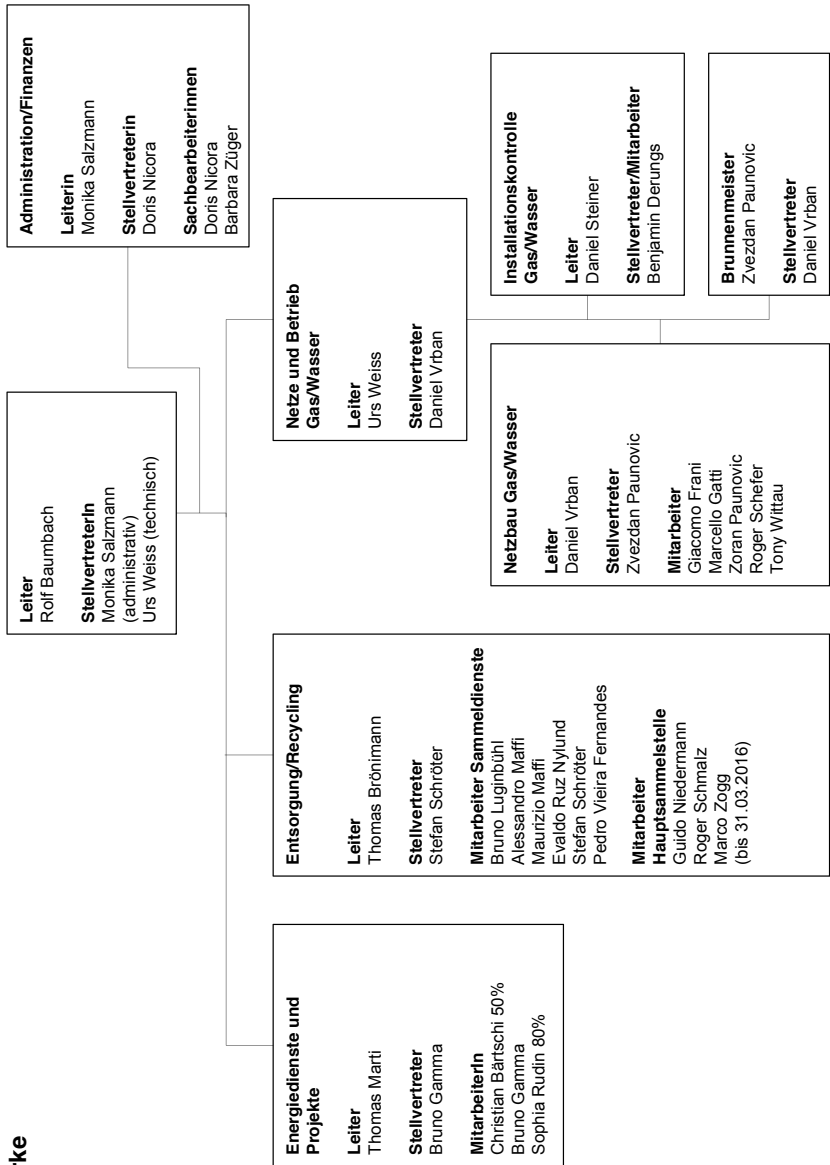 rke
Leiter
Rolf Baumbach
StellvertreterIn
Monika Salzmann
(administrativ)
Urs Weiss (technisch)
Administration/Finanzen
Leiterin
Monika Salzmann
Stellvertreterin
Doris Nicora
Sachbearbeiterinnen
Doris Nicora
Barbara Züger
Energiedienste und
Projekte
Leiter
Thomas Marti
Stellvertreter
Bruno Gamma
MitarbeiterIn
Christian Bärtschi 50%
Bruno Gamma
Sophia Rudin 80%
Entsorgung/Recycling
Leiter
Thomas Brönimann
Stellvertreter
Stefan Schröter
Mitarbeiter Sammeldienste
Bruno Luginbühl
Alessandro Maffi
Maurizio Maffi
Evaldo Ruz Nylund
Stefan Schröter
Pedro Vieira Fernandes
Mitarbeiter
Hauptsammelstelle
Guido Niedermann
Roger Schmalz
Marco Zogg
(bis 31.03.2016)
Netze und Betrieb
Gas/Wasser
Leiter
Urs Weiss
Stellvertreter
Daniel Vrban
Netzbau Gas/Wasser
Leiter
Daniel Vrban
Stellvertreter
Zvezdan Paunovic
Mitarbeiter
Giacomo Frani
Marcello Gatti
Zoran Paunovic
Roger Schefer
Tony Wittau
Installationskontrolle
Gas/Wasser
Leiter
Daniel Steiner
Stellvertreter/Mitarbeiter
Benjamin Derungs
Brunnenmeister
Zvezdan Paunovic
Stellvertreter
Daniel Vrban